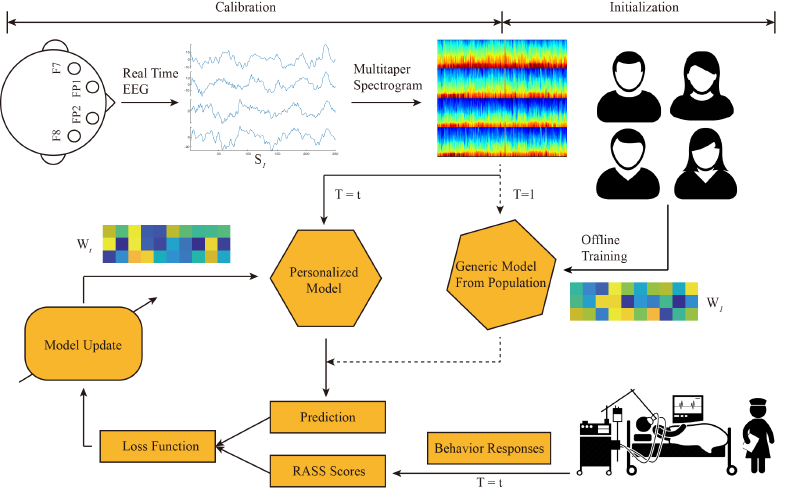 Calibration
Initialization
F7
FP1
FP2
F8
Real Time
EEG
Multitaper
Spectrogram
S_t
T = t
T=1
W_t
Personalized
Model
Generic Model
From Population
Offline
Training
W_1
Model Update
Prediction
Loss Function
RASS Scores
Behavior Responses
T = t